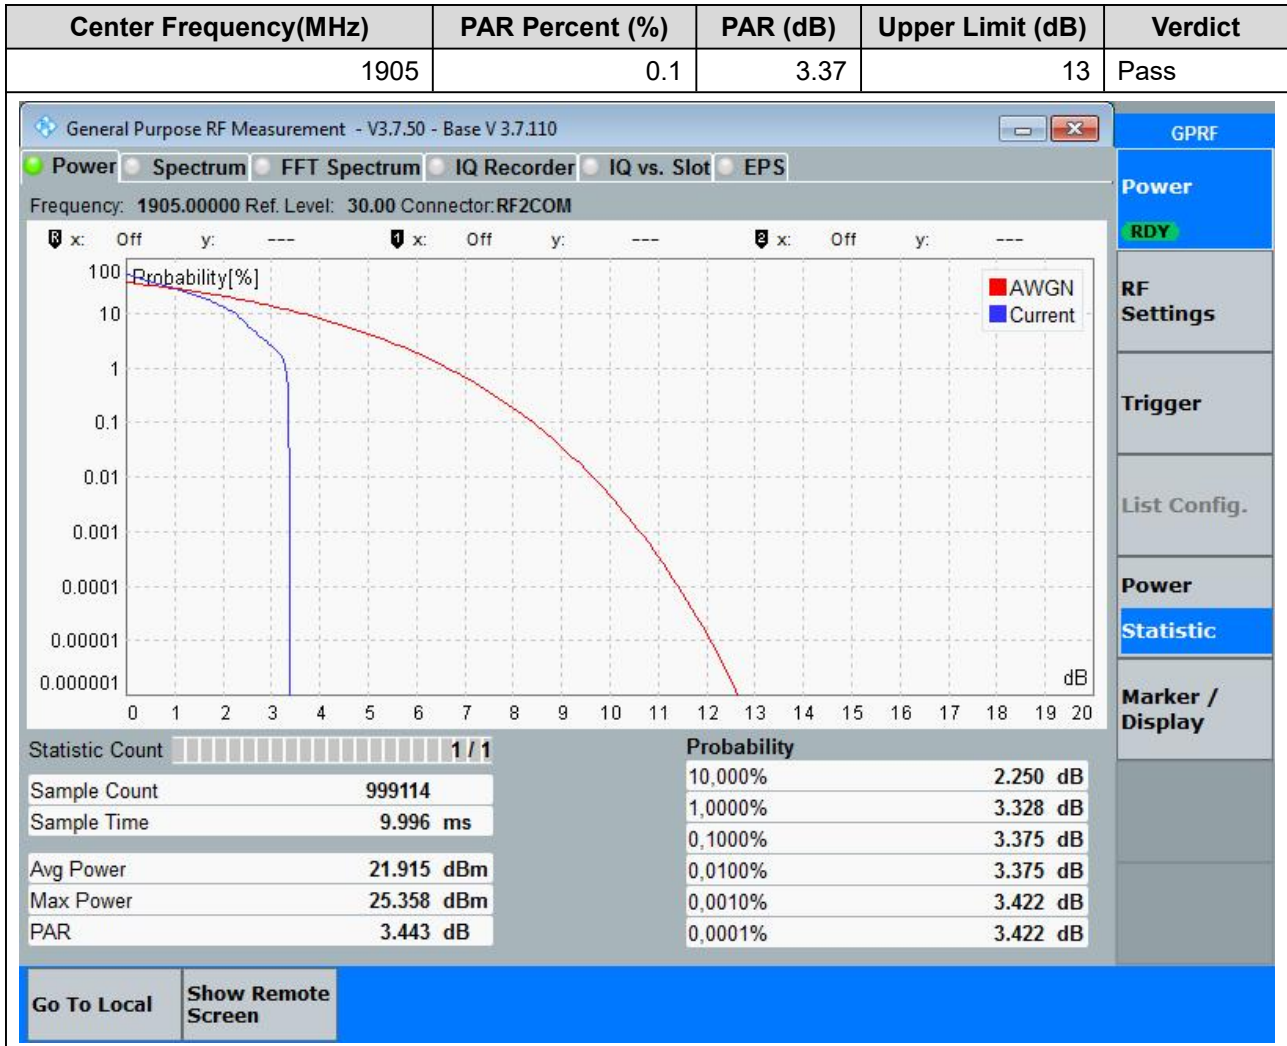 Center Frequency(MHz) PAR Percent (%) PAR (dB) Upper Limit (dB) Verdict
1905 0.1 3.37 13 Pass
General Purpose RF Measurement - V3.7.50 - Base V 3.7.110
GPRF
Power Spectrum FFT Spectrum IQ Recorder IQ vs. Slot EPS
Frequency: 1905.00000 Ref. Level: 30.00 Connector:RF2COM
R x: Off y: --- 1 x: Off y: --- 2 x: Off y: ---
Probability[%]
100
10
1
0.1
0.01
0.001
0.0001
0.00001
0.000001
AWGN
Current
dB
0 1 2 3 4 5 6 7 8 9 10 11 12 13 14 15 16 17 18 19 20
Statistic Count 1 / 1
Sample Count 999114
Sample Time 9.996 ms
Avg Power 21.915 dBm
Max Power 25.358 dBm
PAR 3.443 dB
Probability
10,000% 2.250 dB
1,0000% 3.328 dB
0,1000% 3.375 dB
0,0100% 3.375 dB
0,0010% 3.422 dB
0,0001% 3.422 dB
Power
RDY
RF
Settings
Trigger
List Config.
Power
Statistic
Marker /
Display
Go To Local
Show Remote
Screen